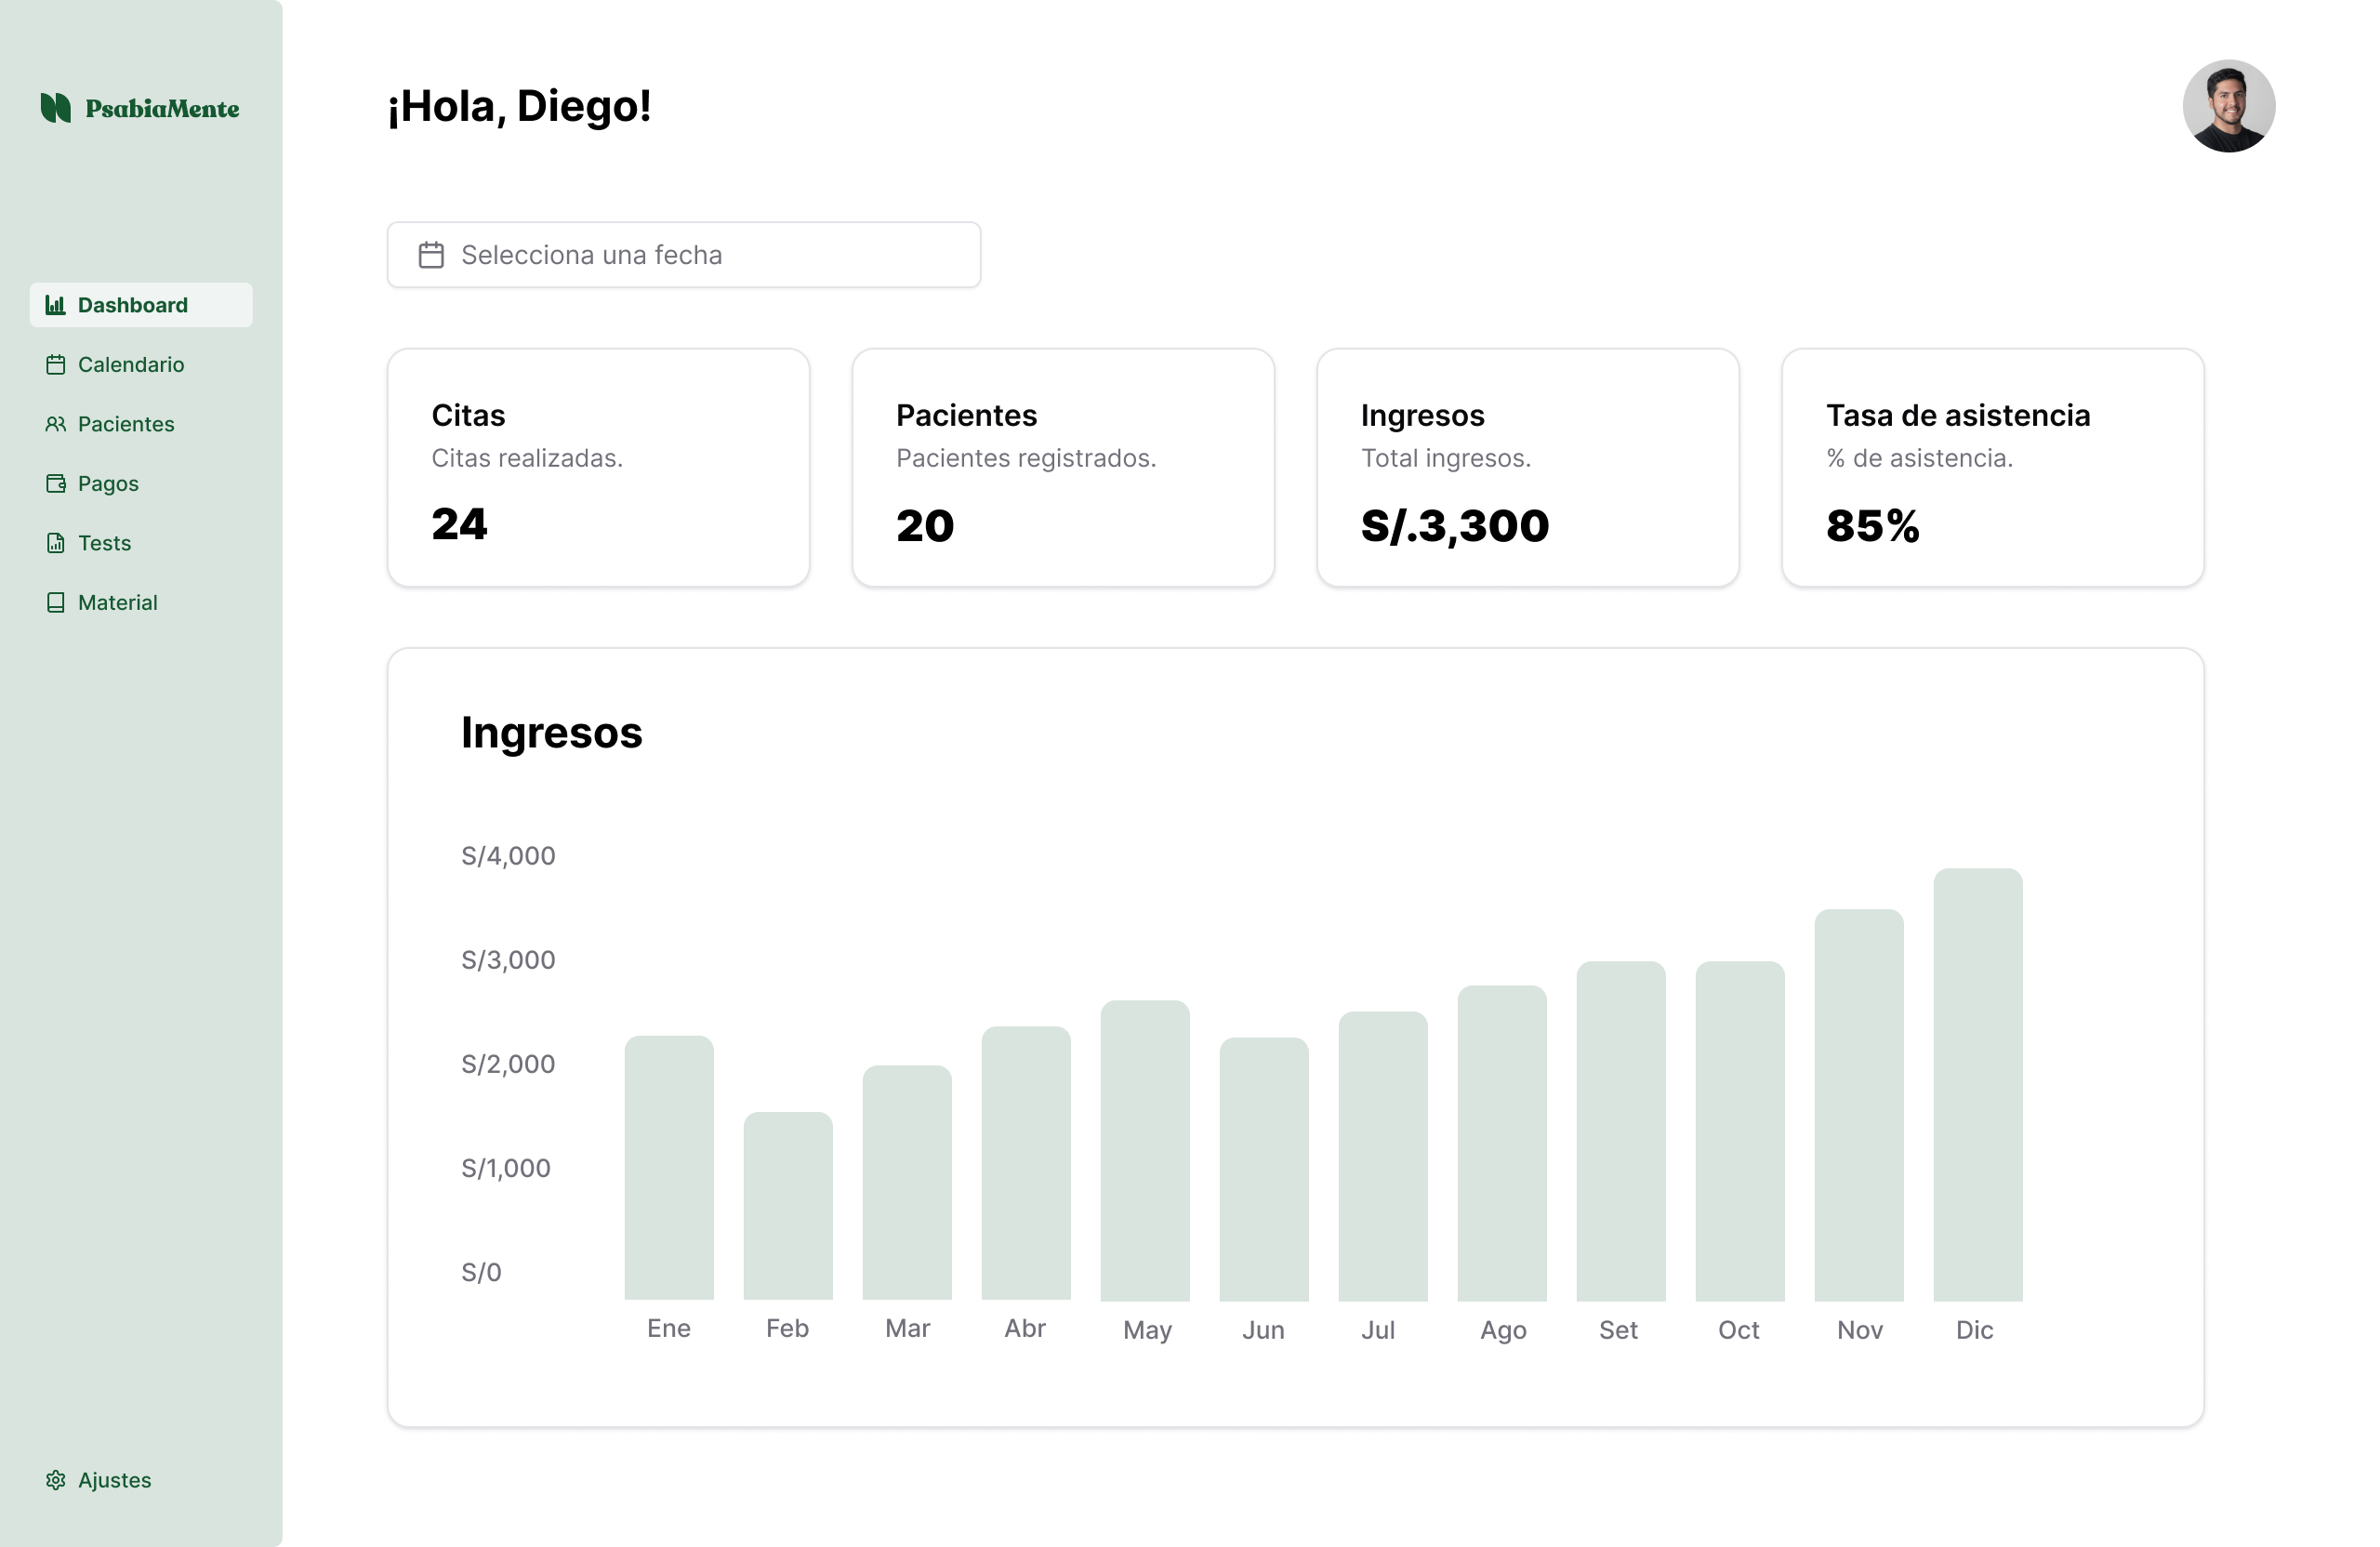 PsabiaMente
¡Hola, Diego!
Selecciona una fecha
Dashboard
Calendario
Pacientes
Pagos
Tests
Material
Ajustes
Citas
Citas realizadas.
24
Pacientes
Pacientes registrados.
20
Ingresos
Total ingresos.
S/.3,300
Tasa de asistencia
% de asistencia.
85%
Ingresos
S/4,000
S/3,000
S/2,000
S/1,000
S/0
Ene Feb Mar Abr May Jun Jul Ago Set Oct Nov Dic